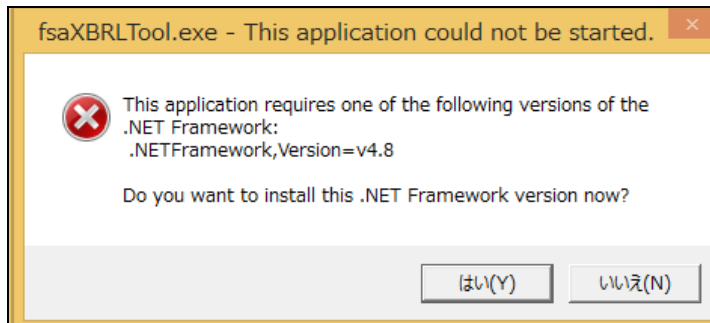 fsaXBRLTool.exe - This application could not be started.
This application requires one of the following versions of the
.NET Framework:
.NETFramework,Version=v4.8
Do you want to install this .NET Framework version now?
はい(Y)
いいえ(N)